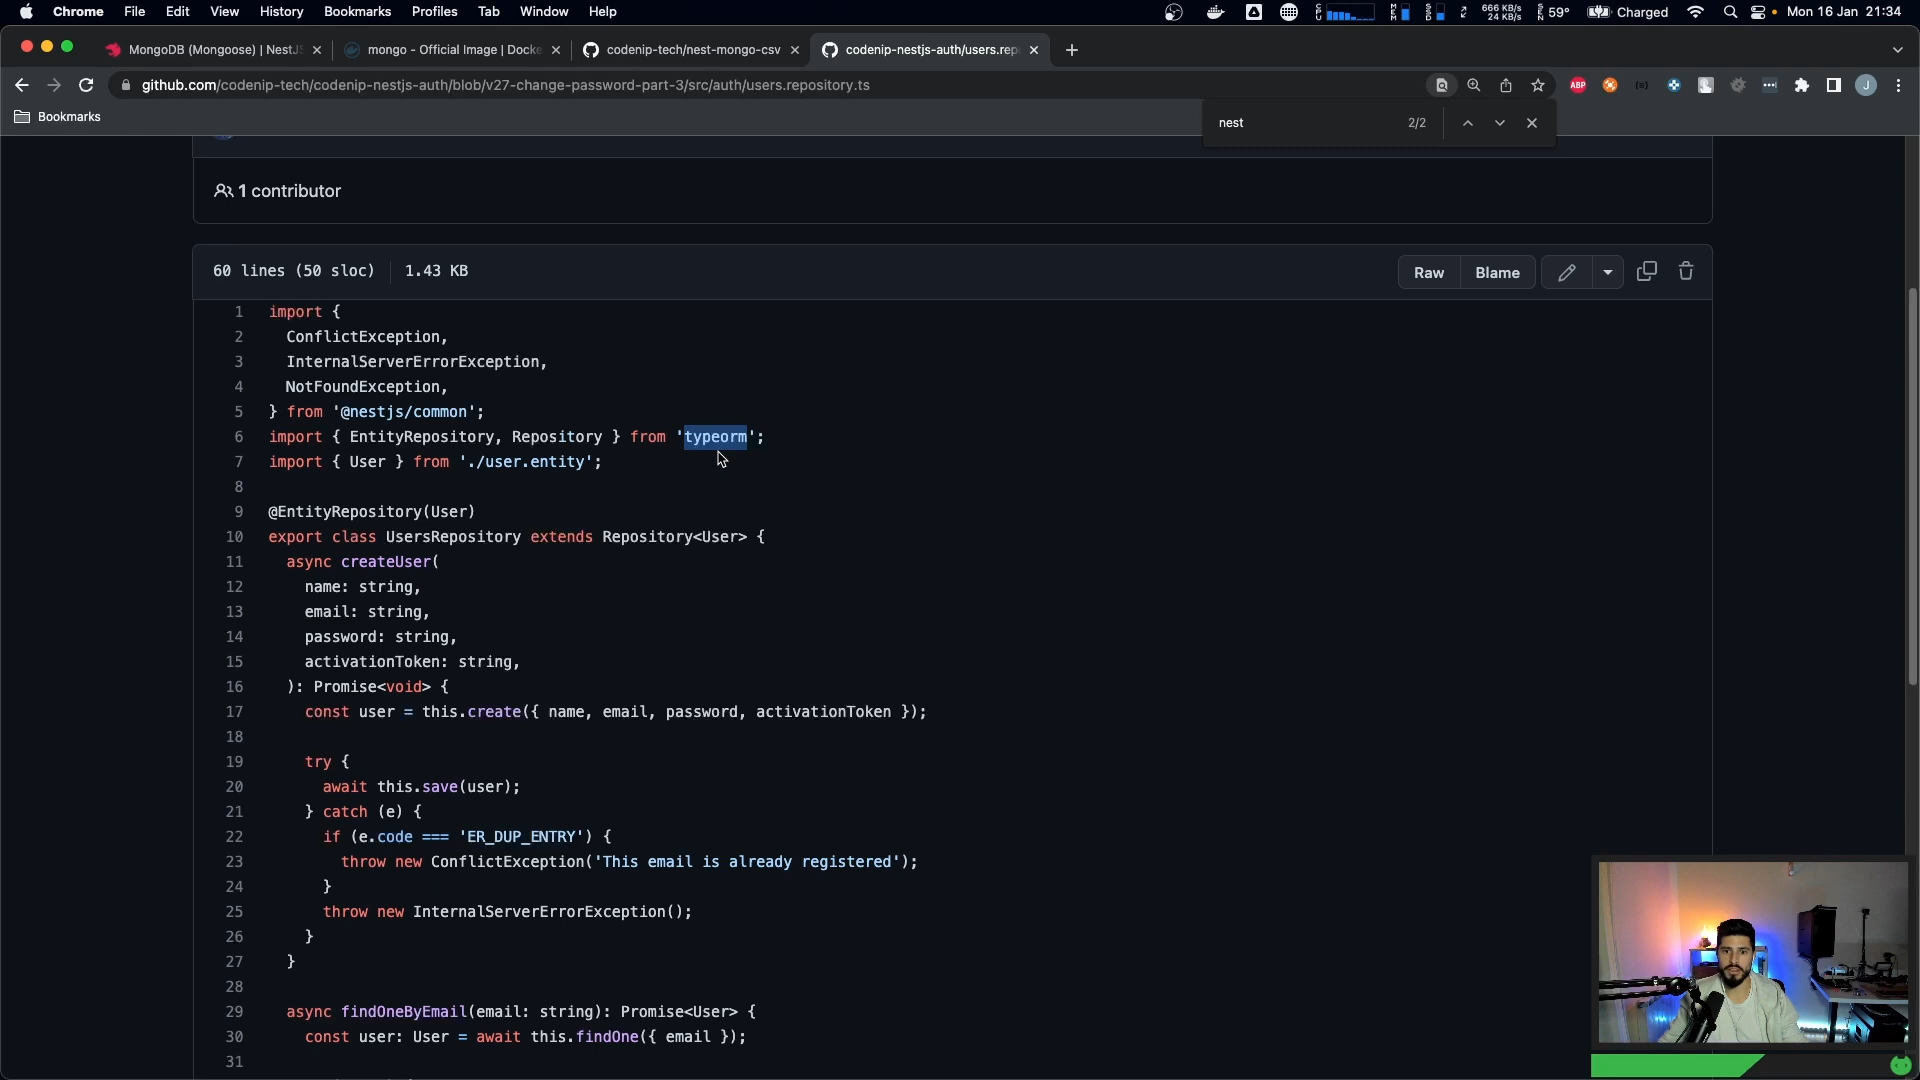 Chrome File Edit View History Bookmarks Profiles Tab Window Help 666 KB/s 24 KB/s 59° Charged Mon 16 Jan 21:34
MongoDB (Mongoose) | NestJS mongo - Official Image | Docke codenip-tech/nest-mongo-csv codenip-nestjs-auth/users.rep
github.com/codenip-tech/codenip-nestjs-auth/blob/v27-change-password-part-3/src/auth/users.repository.ts ABP J
Bookmarks
nest 2/2
1 contributor
60 lines (50 sloc) 1.43 KB Raw Blame
1 import {
2 ConflictException,
3 InternalServerErrorException,
4 NotFoundException,
5 } from '@nestjs/common';
6 import { EntityRepository, Repository } from 'typeorm';
7 import { User } from './user.entity';
8
9 @EntityRepository(User)
10 export class UsersRepository extends Repository<User> {
11 async createUser(
12 name: string,
13 email: string,
14 password: string,
15 activationToken: string,
16 ): Promise<void> {
17 const user = this.create({ name, email, password, activationToken });
18
19 try {
20 await this.save(user);
21 } catch (e) {
22 if (e.code === 'ER_DUP_ENTRY') {
23 throw new ConflictException('This email is already registered');
24 }
25 throw new InternalServerErrorException();
26 }
27 }
28
29 async findOneByEmail(email: string): Promise<User> {
30 const user: User = await this.findOne({ email });
31